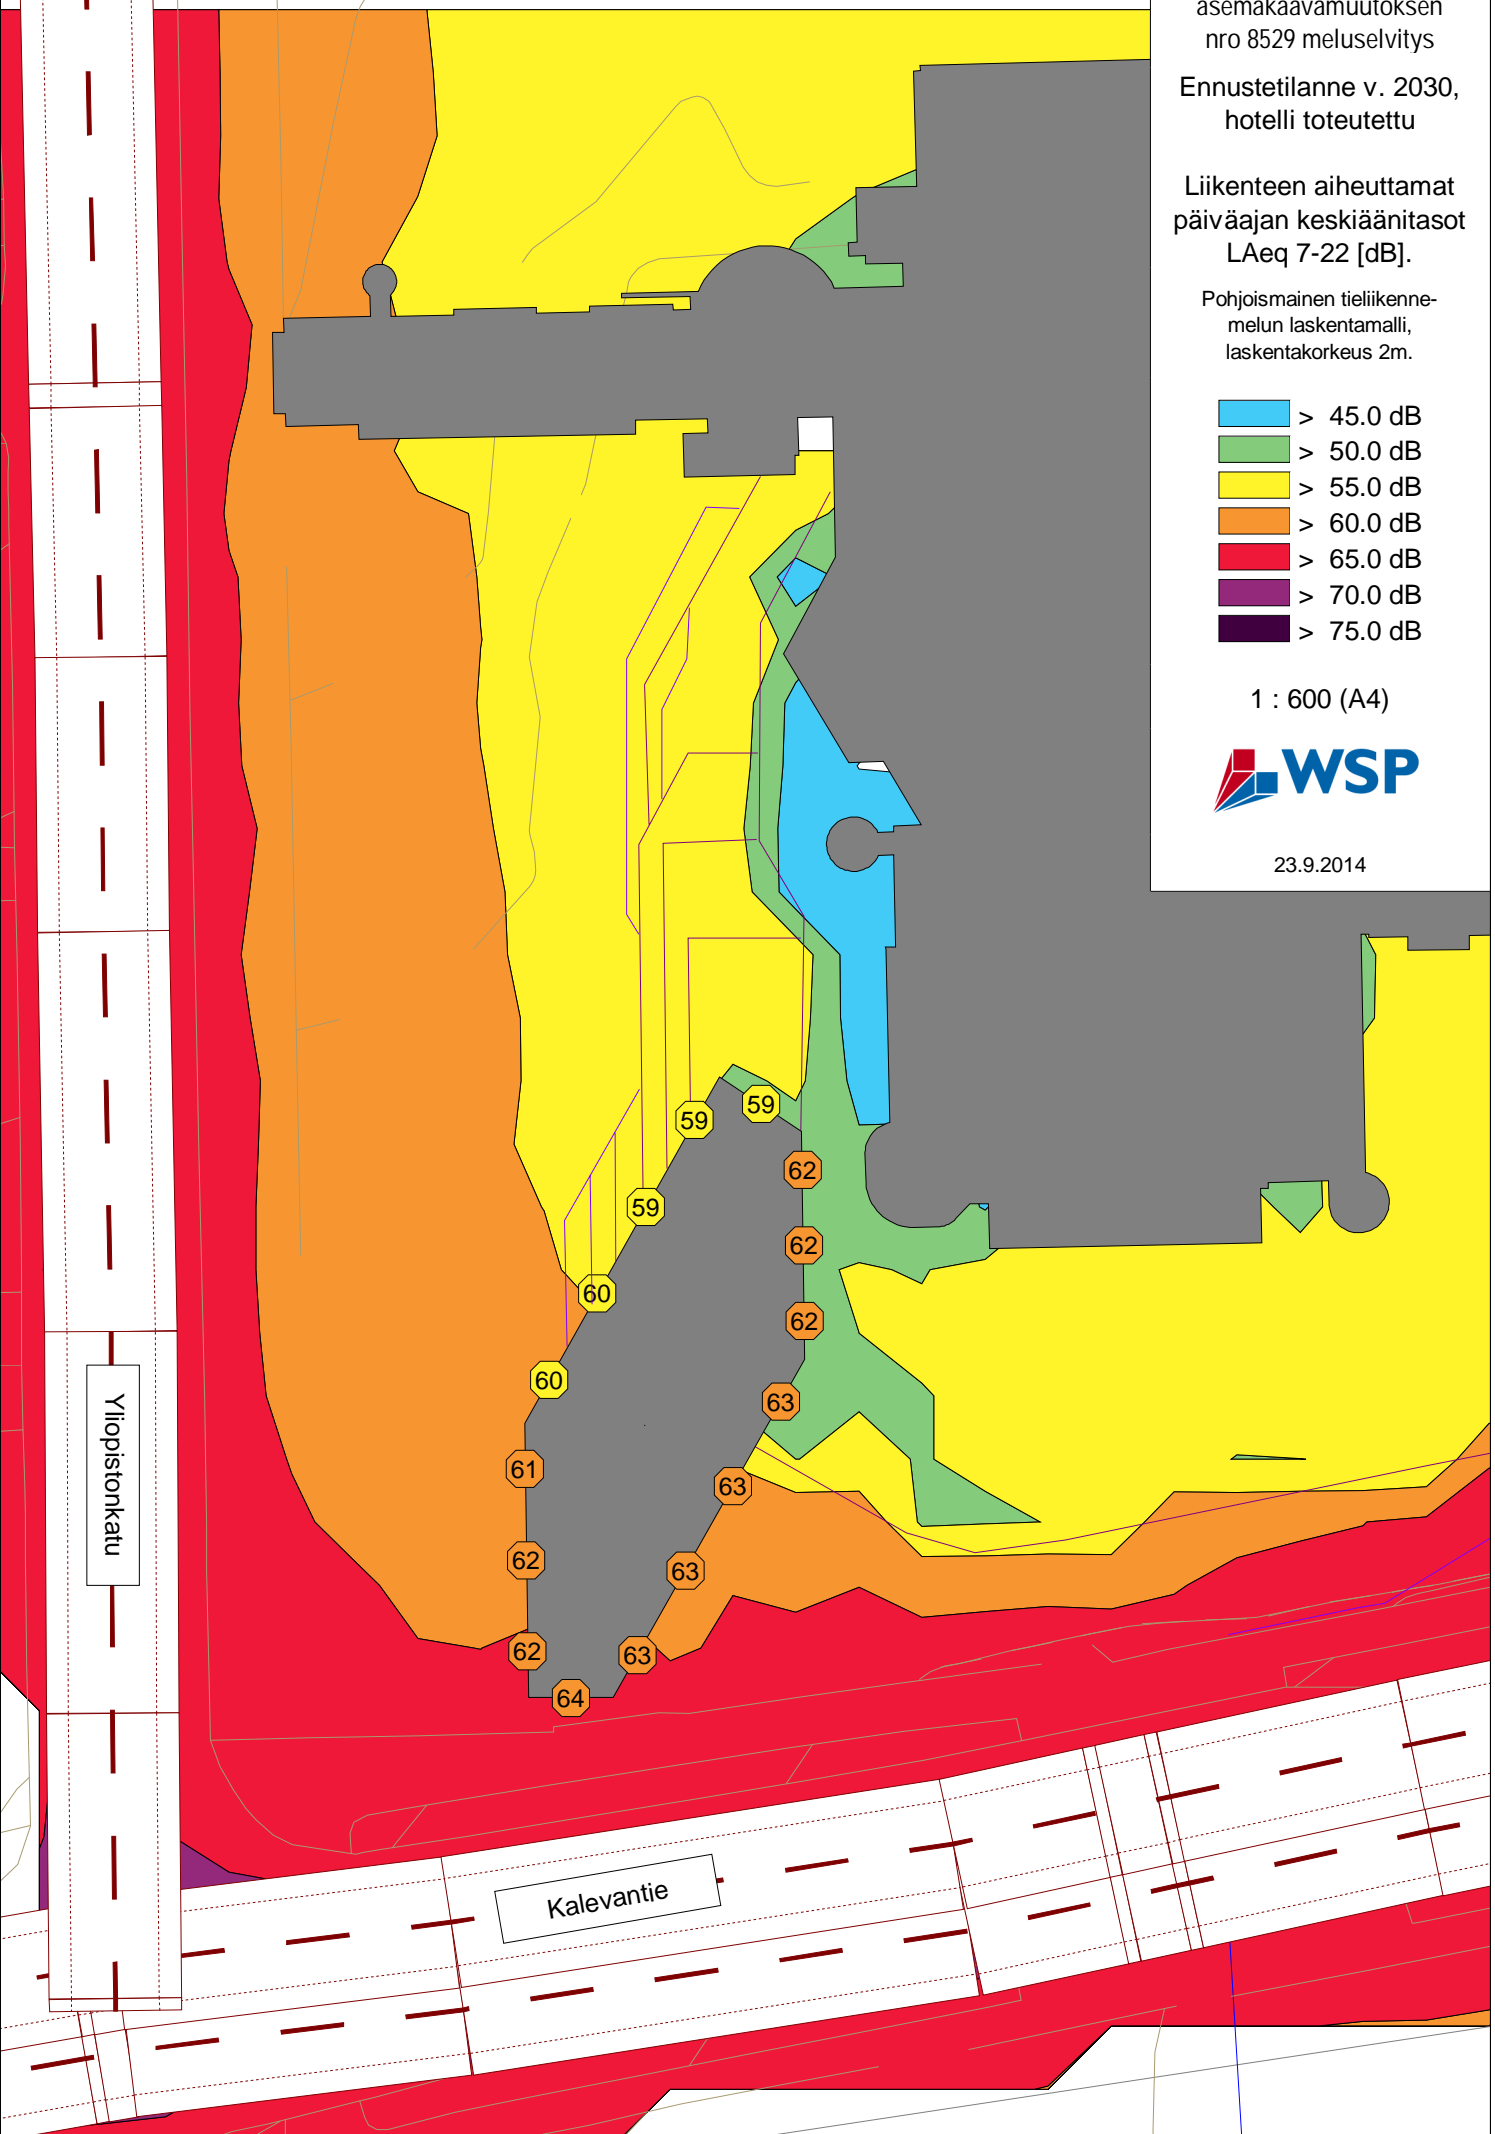 asemakaavamuutoksen
nro 8529 meluselvitys
Ennustetilanne v. 2030,
hotelli toteutettu
Liikenteen aiheuttamat
päiväajan keskiäänitasot
LAeq 7-22 [dB].
Pohjoismainen tieliikenne-
melun laskentamalli,
laskentakorkeus 2m.
> 45.0 dB
> 50.0 dB
> 55.0 dB
> 60.0 dB
> 65.0 dB
> 70.0 dB
> 75.0 dB
1 : 600 (A4)
WSP
23.9.2014
59
59
62
59
62
60
62
60
63
61
63
62
63
62
63
64
Yliopistonkatu
Kalevantie